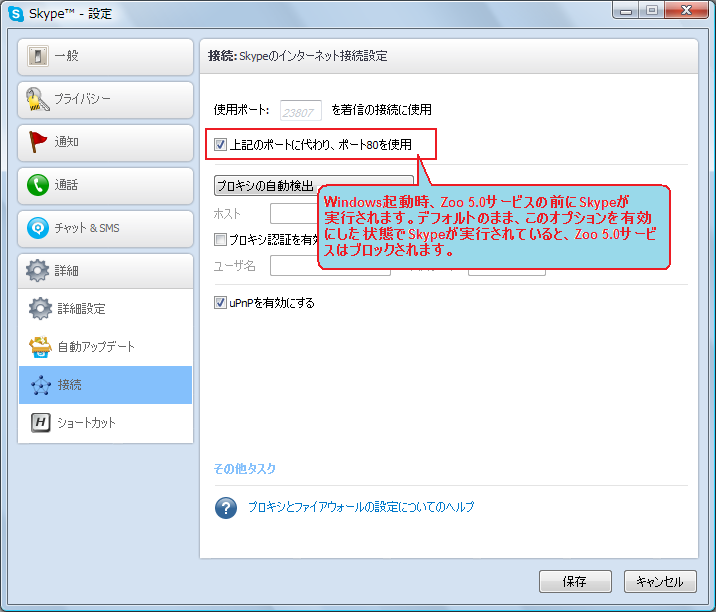 Skype™ - 設定
一般
プライバシー
通知
通話
チャット & SMS
詳細
詳細設定
自動アップデート
接続
ショートカット
接続: Skypeのインターネット接続設定
使用ポート: 23807 を着信の接続に使用
上記のポートに代わり、ポート80を使用
プロキシの自動検出
ホスト
プロキシ認証を有効
ユーザ名
Windows起動時、Zoo 5.0サービスの前にSkypeが
実行されます。デフォルトのまま、このオプションを有効
にした状態でSkypeが実行されていると、Zoo 5.0サービ
スはブロックされます。
uPnPを有効にする
その他タスク
プロキシとファイアウォールの設定についてのヘルプ
保存
キャンセル